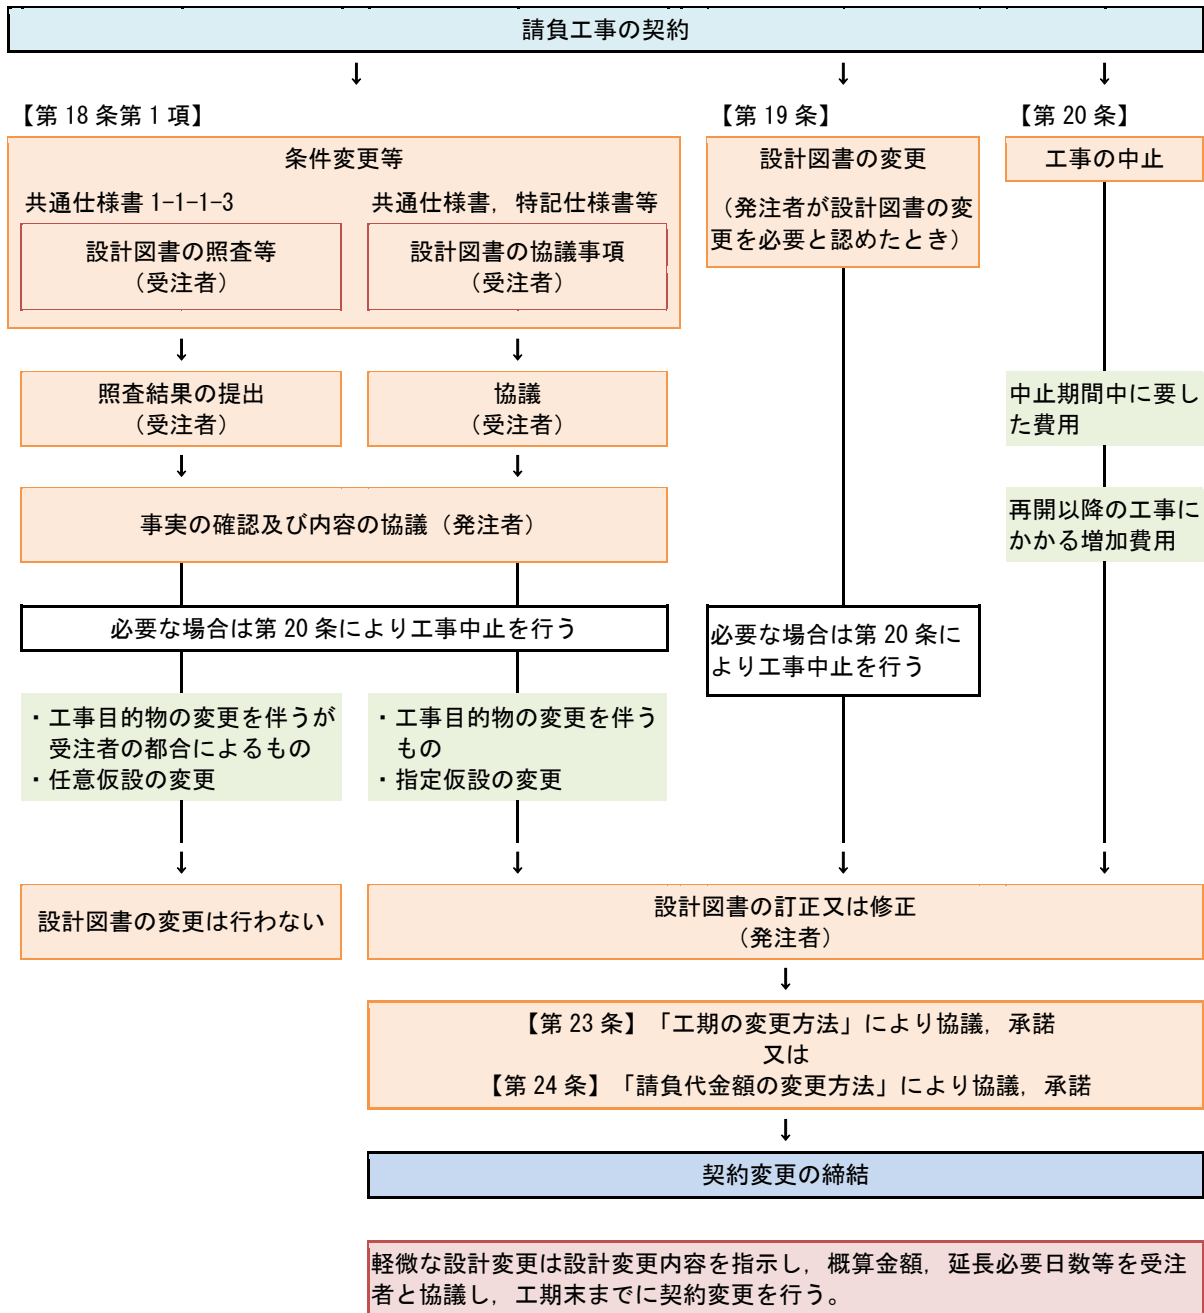 請負工事の契約
↓ ↓ ↓
【第 18 条第 1 項】
条件変更等
共通仕様書 1-1-1-3
設計図書の照査等
（受注者）
共通仕様書，特記仕様書等
設計図書の協議事項
（受注者）
↓ ↓
照査結果の提出
（受注者）
協議
（受注者）
↓ ↓
事実の確認及び内容の協議（発注者）
必要な場合は第 20 条により工事中止を行う
・工事目的物の変更を伴うが
受注者の都合によるもの
・任意仮設の変更
・工事目的物の変更を伴う
もの
・指定仮設の変更
【第 19 条】
設計図書の変更
（発注者が設計図書の変
更を必要と認めたとき）
必要な場合は第 20 条に
より工事中止を行う
【第 20 条】
工事の中止
中止期間中に要し
た費用
再開以降の工事に
かかる増加費用
↓ ↓ ↓ ↓
設計図書の変更は行わない
設計図書の訂正又は修正
（発注者）
↓
【第 23 条】「工期の変更方法」により協議，承諾
又は
【第 24 条】「請負代金額の変更方法」により協議，承諾
↓
契約変更の締結
軽微な設計変更は設計変更内容を指示し，概算金額，延長必要日数等を受注
者と協議し，工期末までに契約変更を行う。